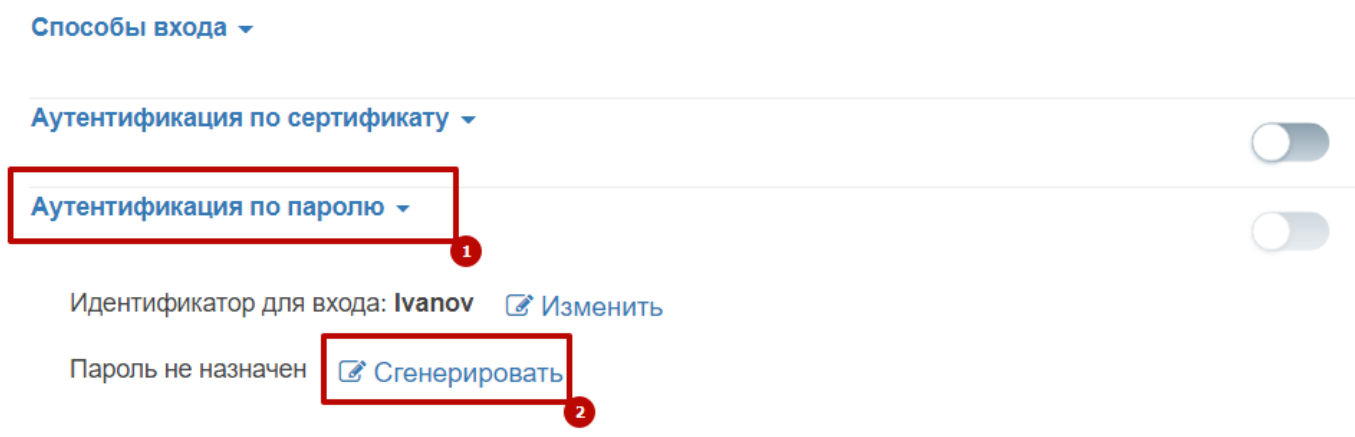 Способы входа
Аутентификация по сертификату
Аутентификация по паролю
1
Идентификатор для входа: Ivanov Изменить
Пароль не назначен Сгенерировать
2